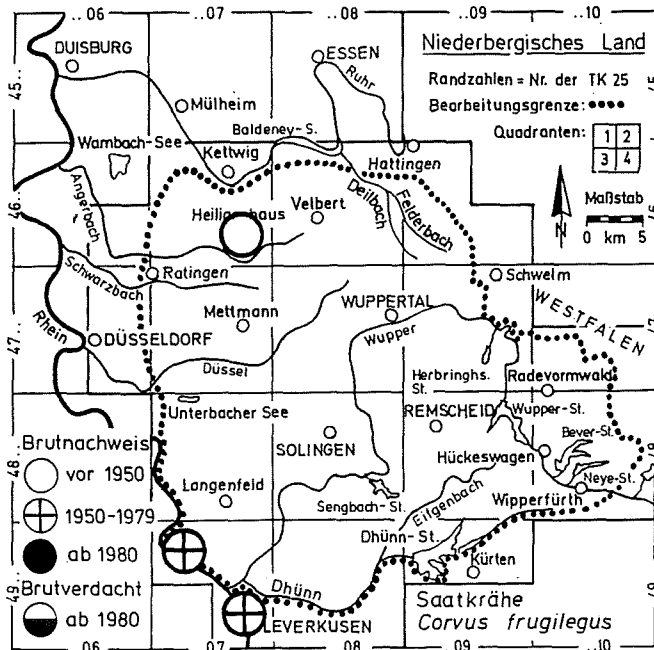 ..06 ..07 ..08 ..09 ..10
DUISBURG
ESSEN
Ruhr
Niederbergisches Land
Randzahlen = Nr. der TK 25
Bearbeitungsgrenze:
Quadranten:
1 2
3 4
Maßstab
0 km 5
N
45..
Mülheim
Baldeney-S.
Wambach-See
Kettwig
Hattingen
46..
Angerbach
Heiligenhaus
Velbert
Deilbach
Felderbach
Schwarzbach
Ratingen
Schwelm
WESTFALEN
Mettmann
WUPPERTAL
Wupper
47..
Rhein
DÜSSELDORF
Düssel
Herbringhs.
St.
Radevormwald
Unterbacher See
REMSCHEID
Wupper-St.
Bever-St.
SOLINGEN
Hückeswagen
Neye-St.
48..
Langenfeld
Sengbach-St.
Eifgenbach
Wipperfürth
Dhünn-St.
Kürten
49..
Dhünn
LEVERKUSEN
Brutnachweis
vor 1950
1950-1979
ab 1980
Brutverdacht
ab 1980
Saatkrähe
Corvus frugilegus
..06 ..07 ..08 ..09 ..10